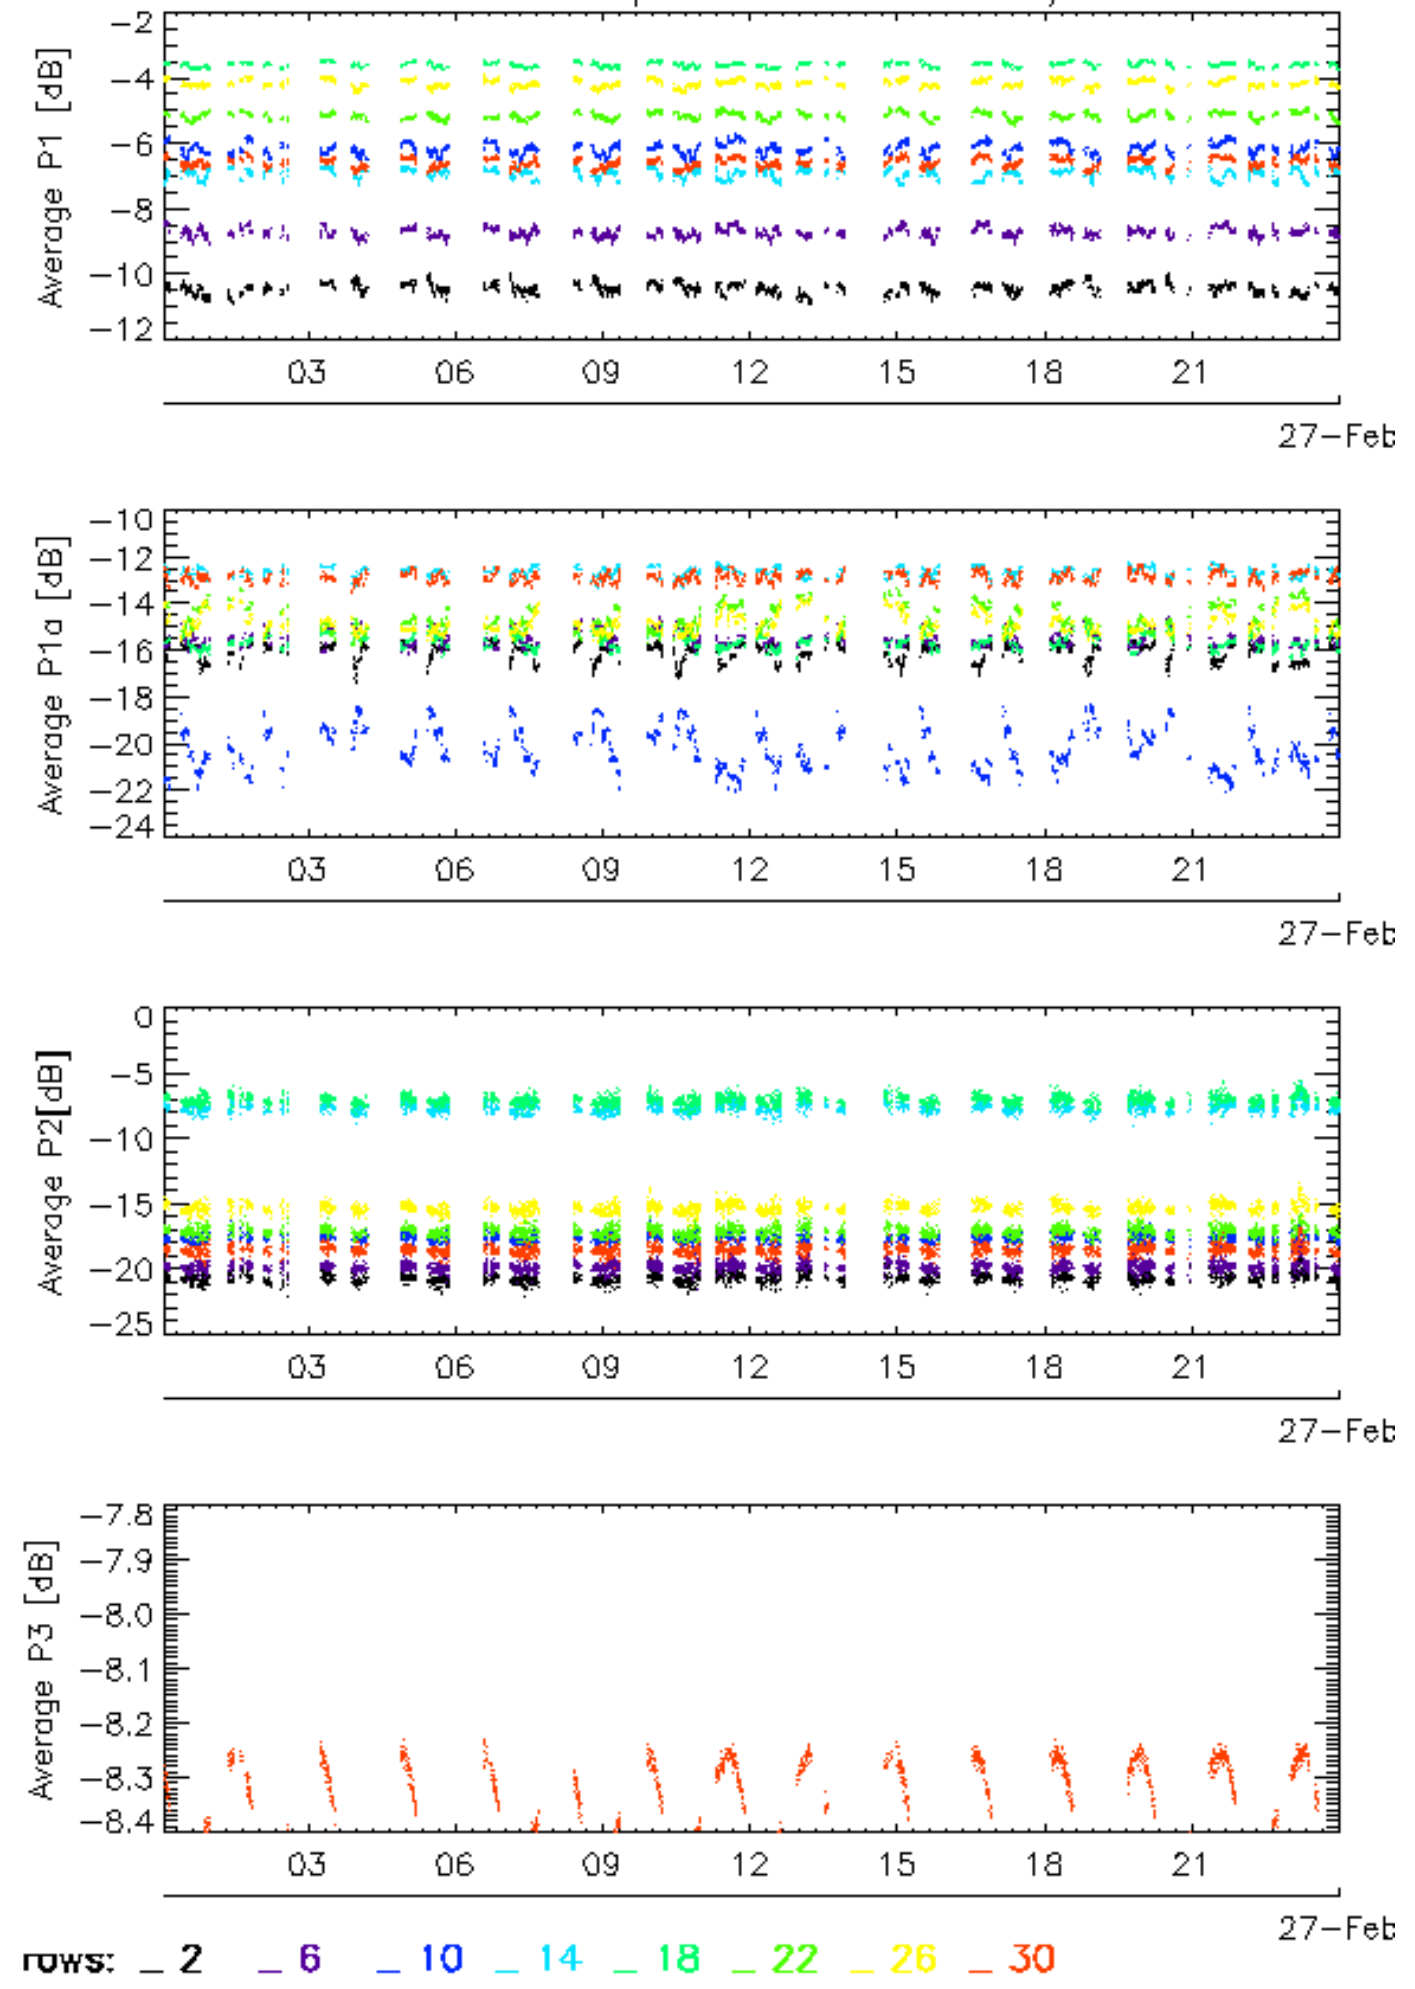 Average P1 [dB]
-2
-4
-6
-8
-10
-12
03 06 09 12 15 18 21
27-Feb
Average P1a [dB]
-10
-12
-14
-16
-18
-20
-22
-24
03 06 09 12 15 18 21
27-Feb
Average P2[dB]
0
-5
-10
-15
-20
-25
03 06 09 12 15 18 21
27-Feb
Average P3 [dB]
-7.8
-7.9
-8.0
-8.1
-8.2
-8.3
-8.4
03 06 09 12 15 18 21
27-Feb
rows: _ 2 _ 6 _ 10 _ 14 _ 18 _ 22 _ 26 _ 30